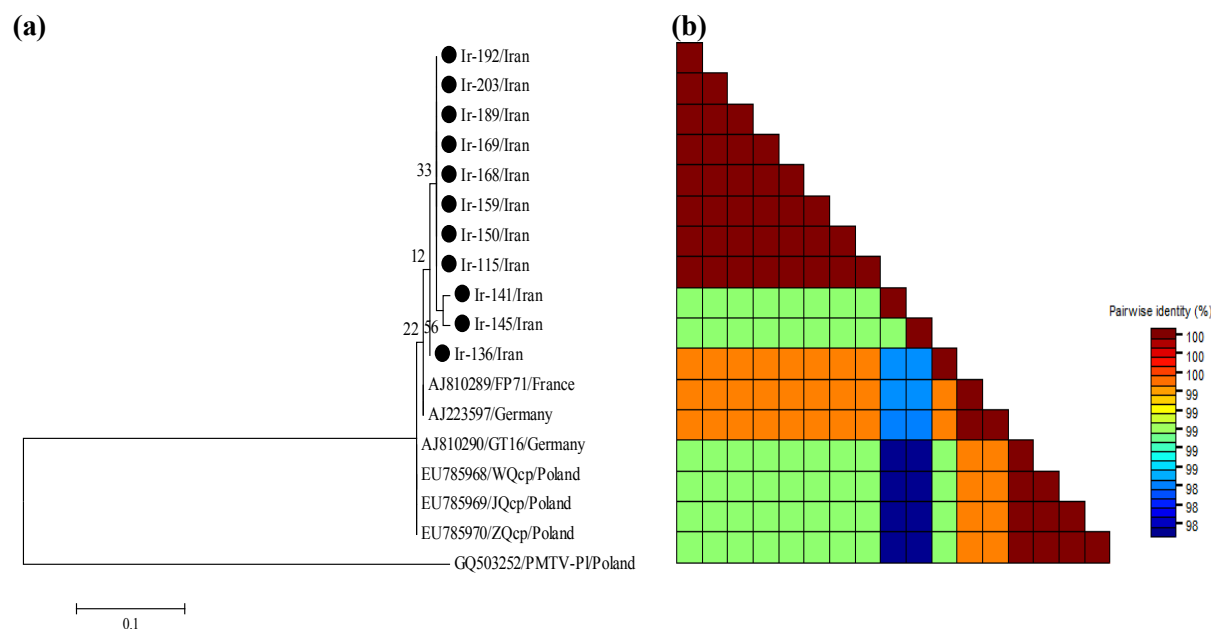 (a)
Ir-192/Iran
Ir-203/Iran
Ir-189/Iran
Ir-169/Iran
33
Ir-168/Iran
Ir-159/Iran
Ir-150/Iran
12
Ir-115/Iran
Ir-141/Iran
22
56
Ir-145/Iran
Ir-136/Iran
AJ810289/FP71/France
AJ223597/Germany
AJ810290/GT16/Germany
EU785968/WQcp/Poland
EU785969/JQcp/Poland
EU785970/ZQcp/Poland
GQ503252/PMTV-Pl/Poland
0.1
(b)
Pairwise identity (%)
100
100
100
99
99
99
99
99
98
98
98